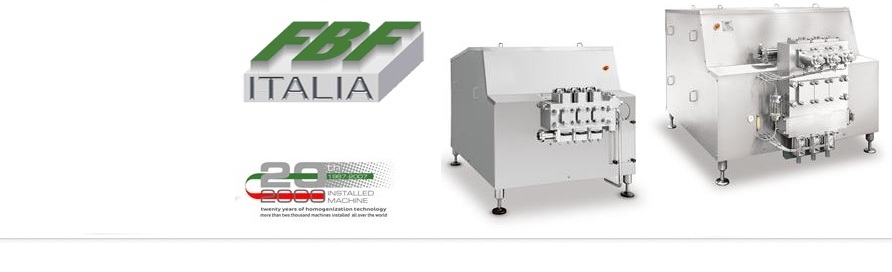 FBF
ITALIA
20th
1987-2007
2000 INSTALLED
MACHINE
twenty years of homogenization technology
more than two thousand machines installed all over the world